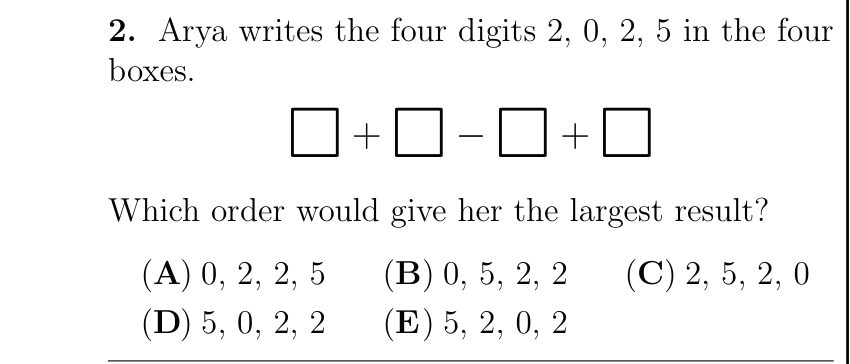 2. Arya writes the four digits 2, 0, 2, 5 in the four
boxes.
□ + □ − □ + □
Which order would give her the largest result?
(A) 0, 2, 2, 5 (B) 0, 5, 2, 2 (C) 2, 5, 2, 0
(D) 5, 0, 2, 2 (E) 5, 2, 0, 2